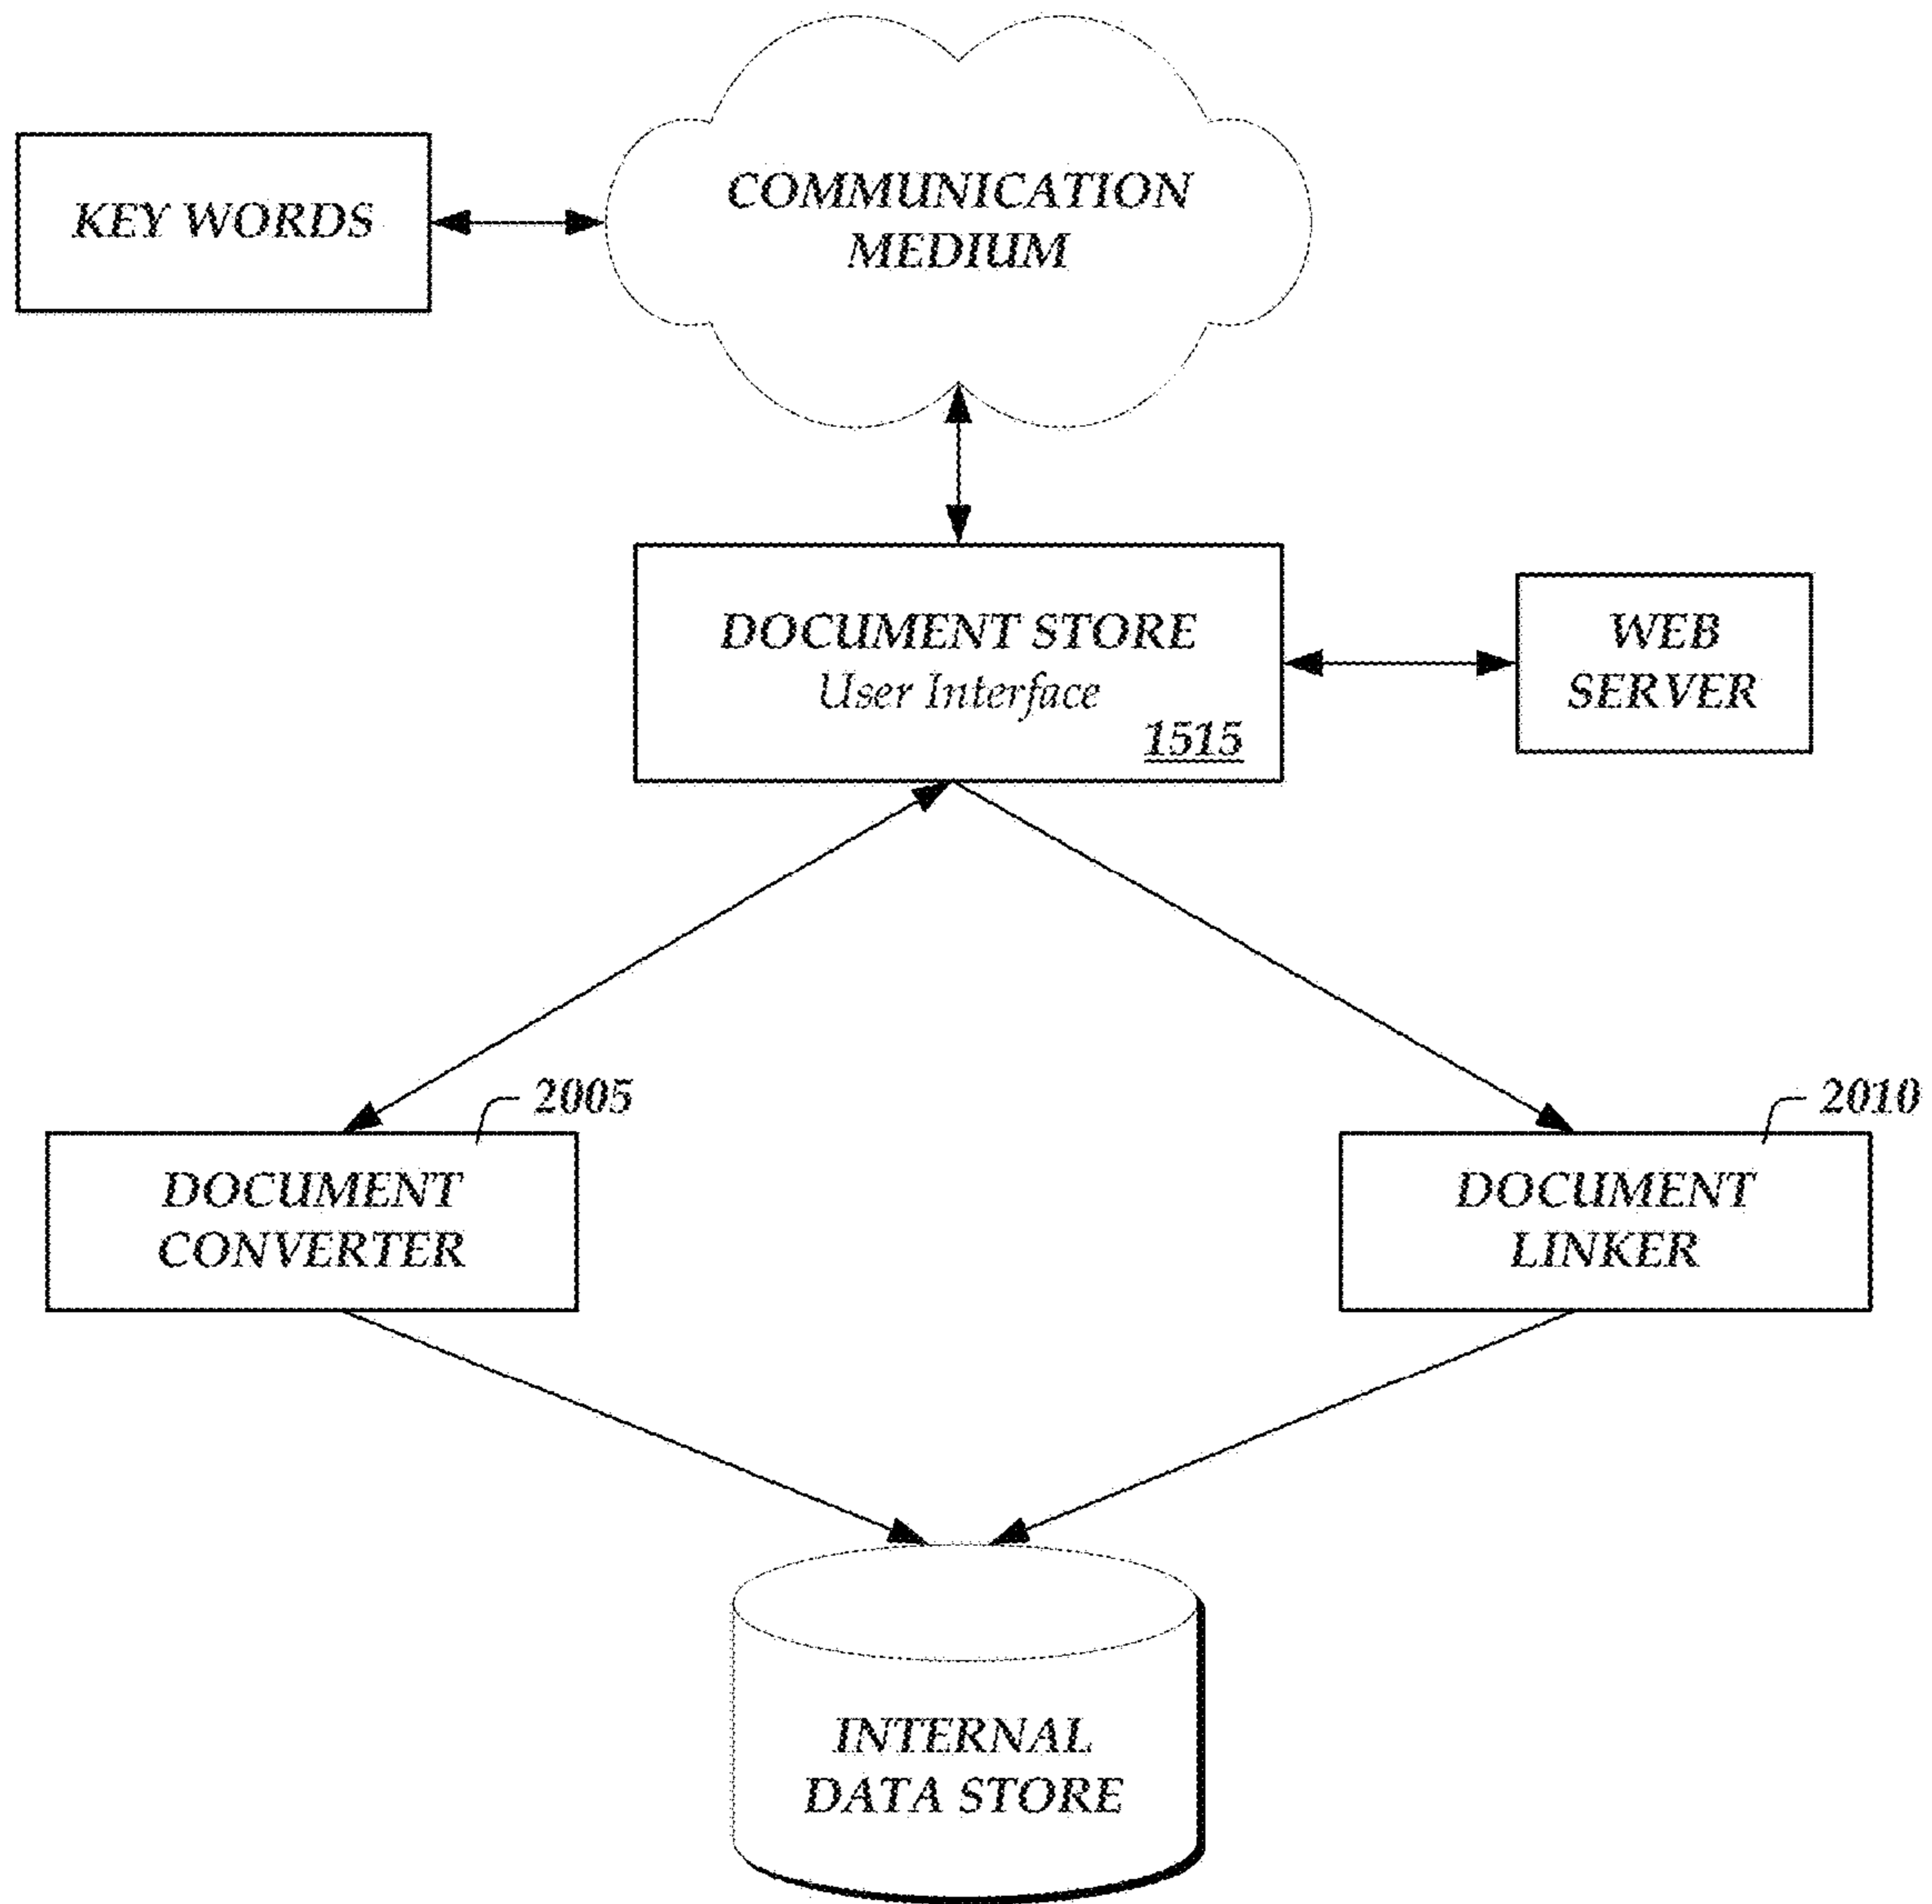 COMMUNICATION
MEDIUM
KEY WORDS
DOCUMENT STORE
User Interface
1515
WEB
SERVER
2005
DOCUMENT
CONVERTER
2010
DOCUMENT
LINKER
INTERNAL
DATA STORE